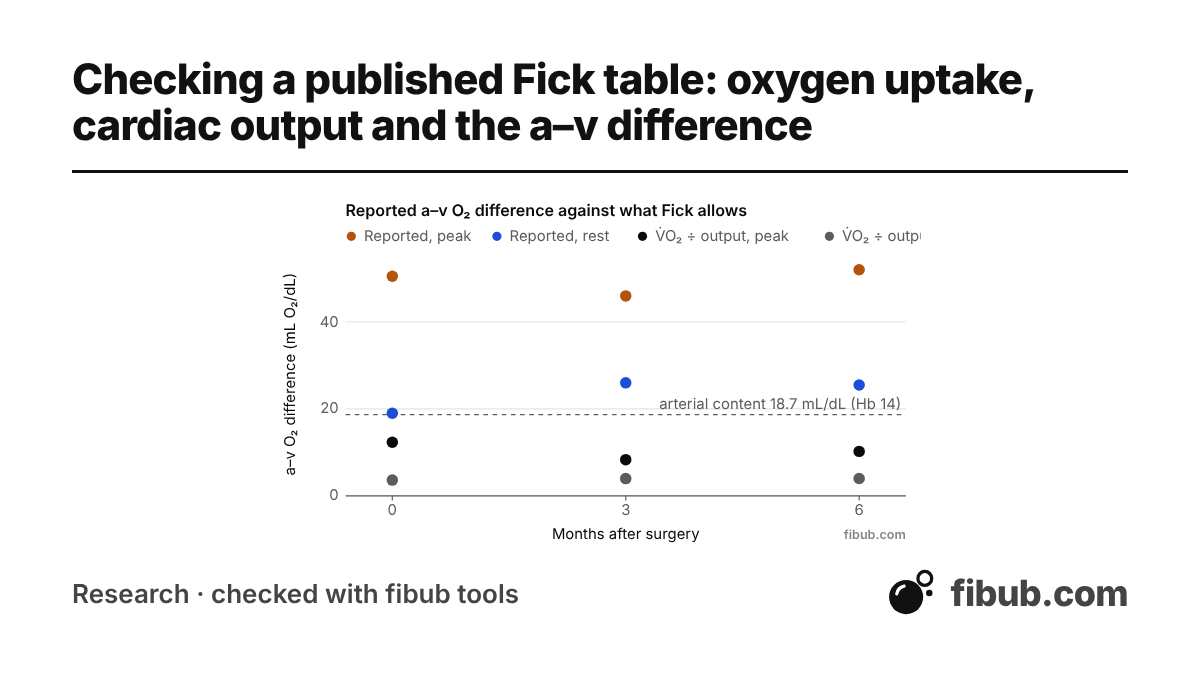 Checking a published Fick table: oxygen uptake,
cardiac output and the a–v difference
Reported a–v O₂ difference against what Fick allows
Reported, peak
Reported, rest
V̇O₂ ÷ output, peak
V̇O₂ ÷
a–v O₂ difference (mL O₂/dL)
40
20
0
arterial content 18.7 mL/dL (Hb 14)
0
3
6
Months after surgery
fibub.com
Research · checked with fibub tools
fibub.com